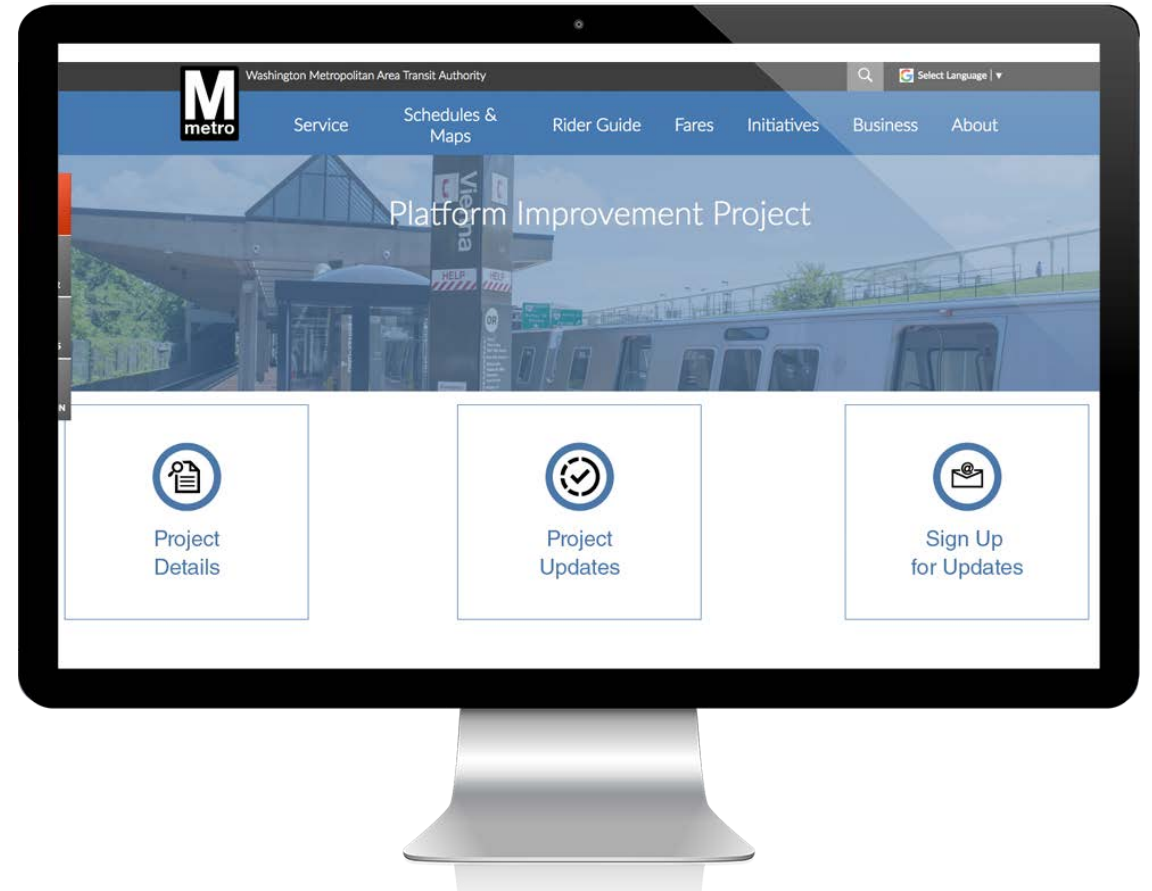 Washington Metropolitan Area Transit Authority
Select Language | ▼
M
metro
Service
Schedules &
Maps
Rider Guide
Fares
Initiatives
Business
About
Platform Improvement Project
Vienna
HELP
HELP
OR
Project
Details
Project
Updates
@
Sign Up
for Updates